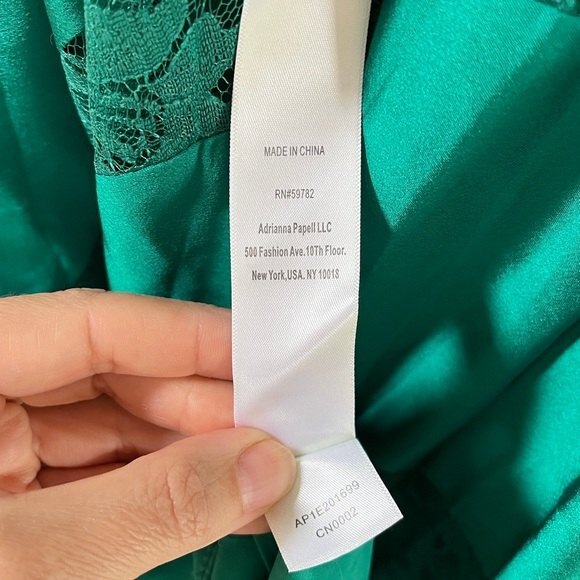 MADE IN CHINA
RN#59782
Adrianna Papell LLC
500 Fashion Ave.10Th Floor.
New York,USA. NY 10018
AP1E201699
CN0002